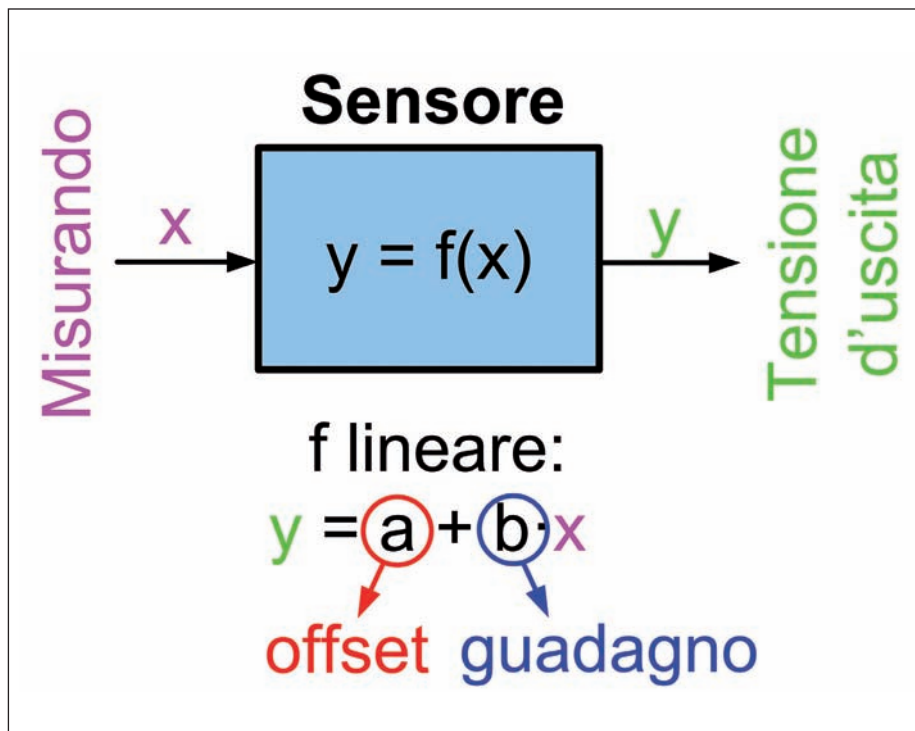 Sensore
Misurando
x
y = f(x)
y
Tensione
d'uscita
f lineare:
y = a + b·x
offset guadagno